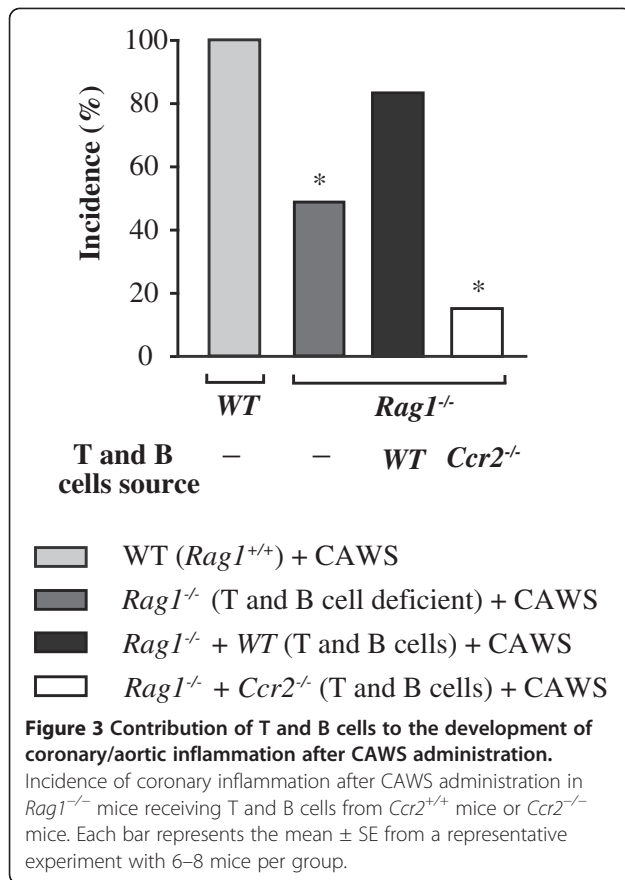 100
80
60
40
20
0
Incidence (%)
*
*
WT Rag1-/-
T and B
cells source
– – WT Ccr2-/-
WT (Rag1+/+) + CAWS
Rag1-/- (T and B cell deficient) + CAWS
Rag1-/- + WT (T and B cells) + CAWS
Rag1-/- + Ccr2-/- (T and B cells) + CAWS
Figure 3 Contribution of T and B cells to the development of
coronary/aortic inflammation after CAWS administration.
Incidence of coronary inflammation after CAWS administration in
Rag1−/− mice receiving T and B cells from Ccr2+/+ mice or Ccr2−/−
mice. Each bar represents the mean ± SE from a representative
experiment with 6–8 mice per group.